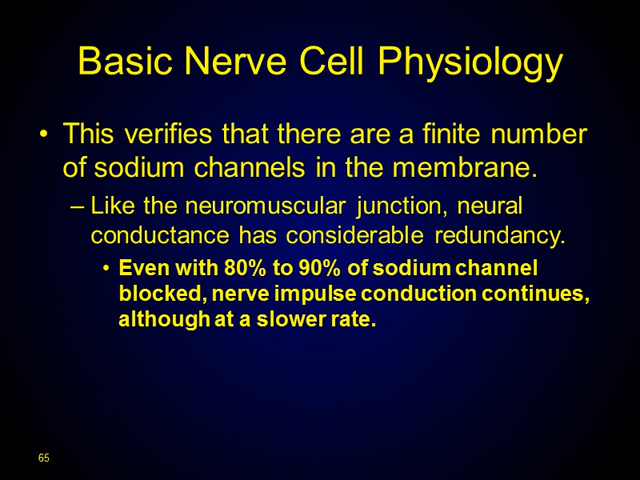 Basic Nerve Cell Physiology
• This verifies that there are a finite number
of sodium channels in the membrane.
– Like the neuromuscular junction, neural
conductance has considerable redundancy.
• Even with 80% to 90% of sodium channel
blocked, nerve impulse conduction continues,
although at a slower rate.
65